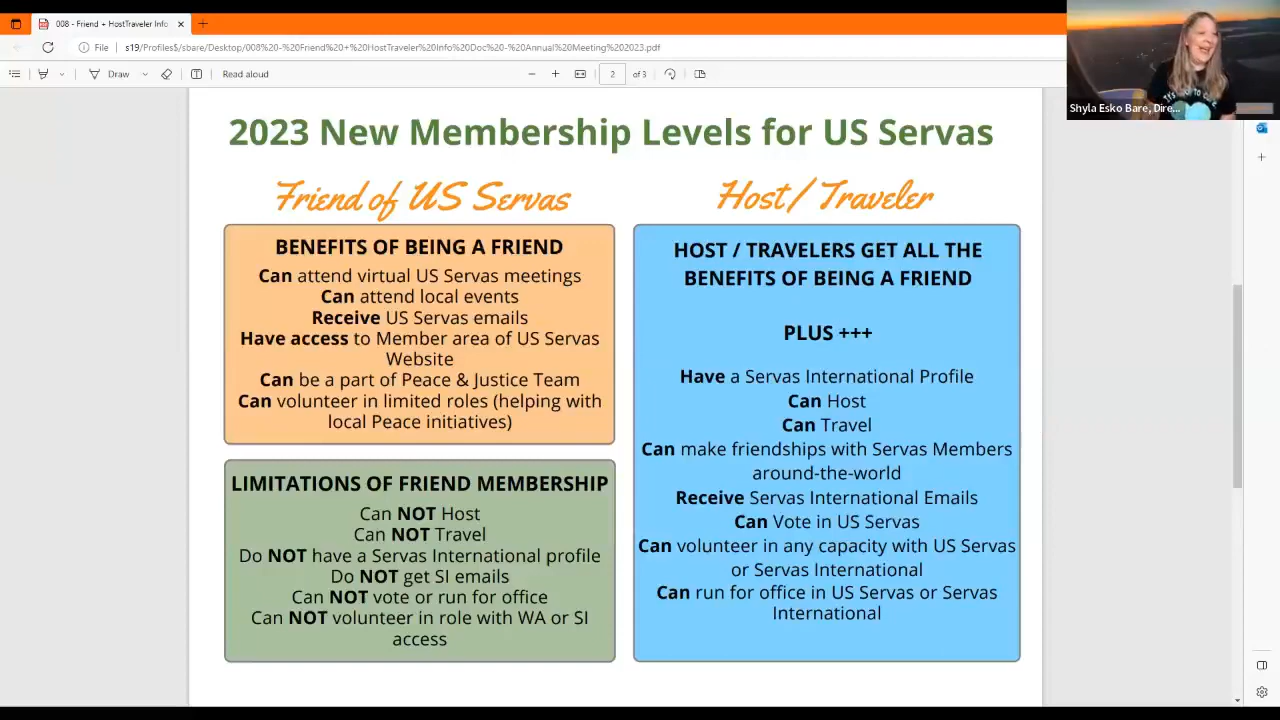 008 - Friend + HostTraveler Info
File
s19/Profiles$/sbare/Desktop/008%20-%20Friend%20+%20HostTraveler%20Info%20Doc%20-%20Annual%20Meeting%202023.pdf
Draw
Read aloud
2
of 3
Shyla Esko Bare, Dire...
2023 New Membership Levels for US Servas
Friend of US Servas
BENEFITS OF BEING A FRIEND
Can attend virtual US Servas meetings
Can attend local events
Receive US Servas emails
Have access to Member area of US Servas
Website
Can be a part of Peace & Justice Team
Can volunteer in limited roles (helping with
local Peace initiatives)
LIMITATIONS OF FRIEND MEMBERSHIP
Can NOT Host
Can NOT Travel
Do NOT have a Servas International profile
Do NOT get SI emails
Can NOT vote or run for office
Can NOT volunteer in role with WA or SI
access
Host / Traveler
HOST / TRAVELERS GET ALL THE
BENEFITS OF BEING A FRIEND
PLUS +++
Have a Servas International Profile
Can Host
Can Travel
Can make friendships with Servas Members
around-the-world
Receive Servas International Emails
Can Vote in US Servas
Can volunteer in any capacity with US Servas
or Servas International
Can run for office in US Servas or Servas
International